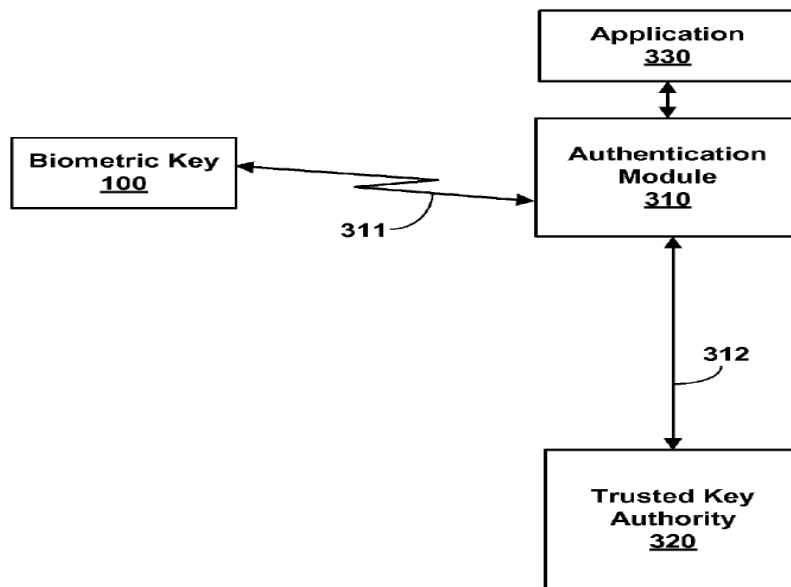 Application
330
Biometric Key
100
Authentication
Module
310
311
312
Trusted Key
Authority
320